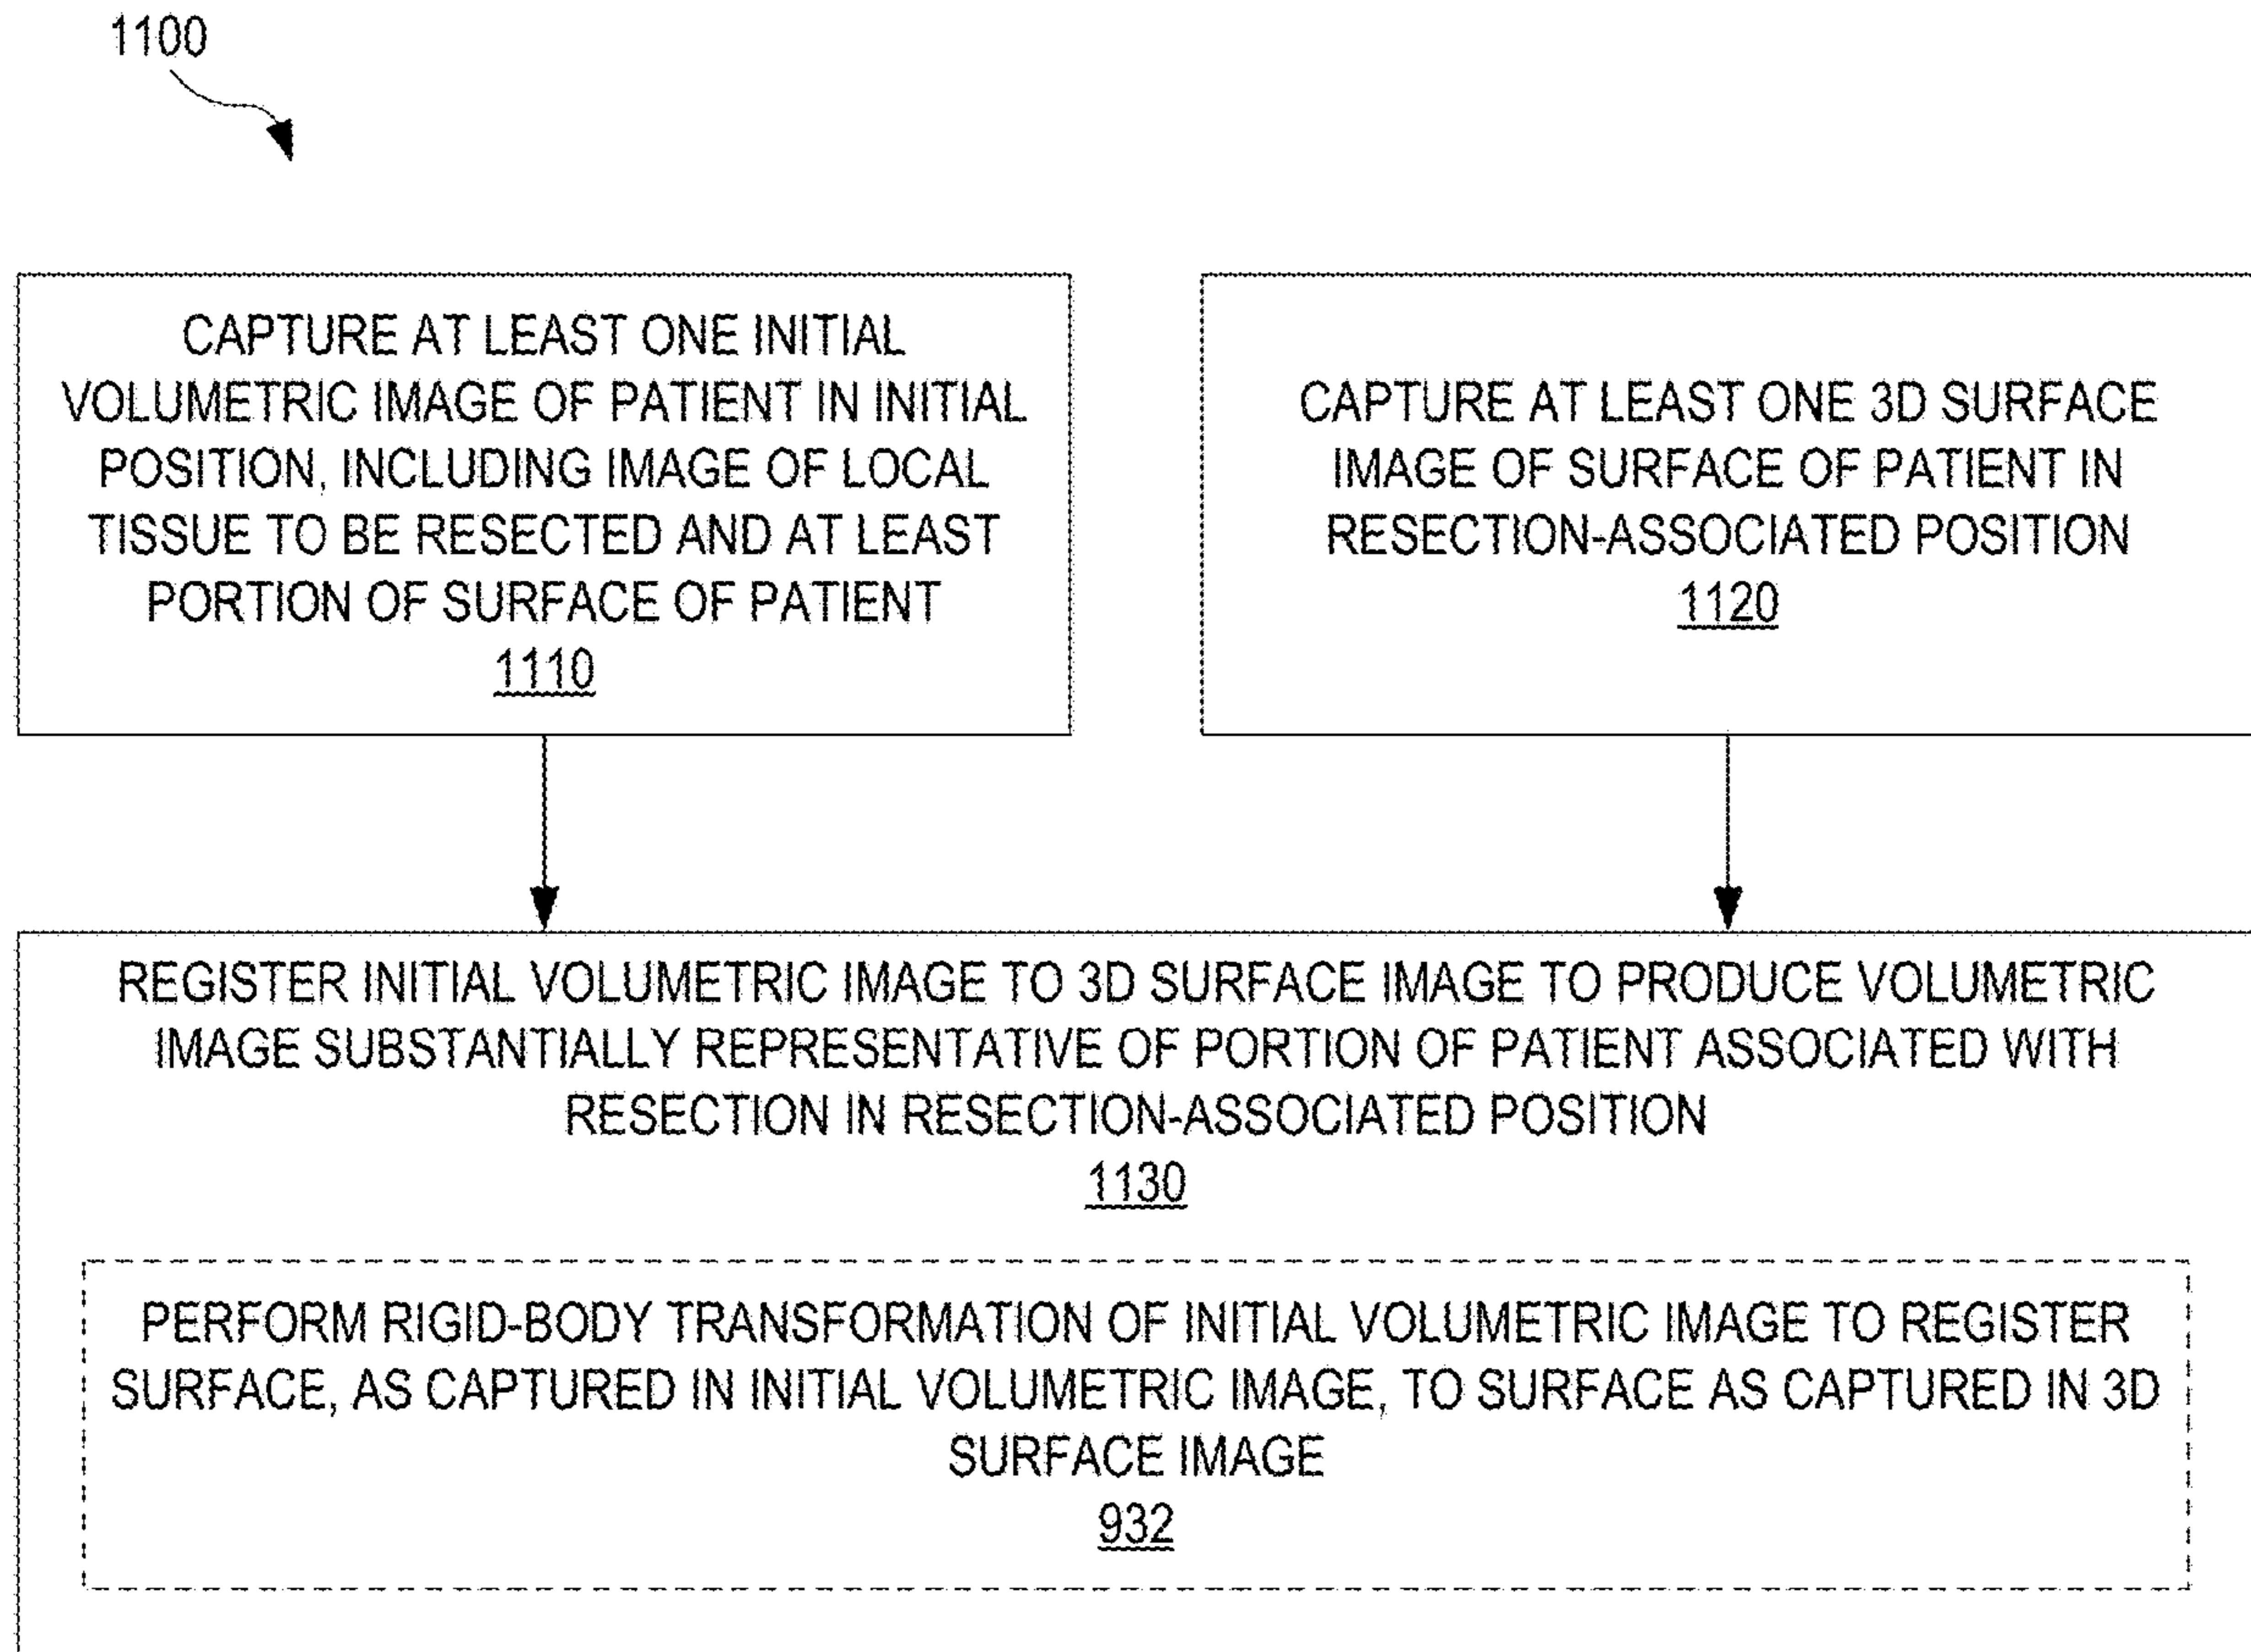 1100
CAPTURE AT LEAST ONE INITIAL
VOLUMETRIC IMAGE OF PATIENT IN INITIAL
POSITION, INCLUDING IMAGE OF LOCAL
TISSUE TO BE RESECTED AND AT LEAST
PORTION OF SURFACE OF PATIENT
1110
CAPTURE AT LEAST ONE 3D SURFACE
IMAGE OF SURFACE OF PATIENT IN
RESECTION-ASSOCIATED POSITION
1120
REGISTER INITIAL VOLUMETRIC IMAGE TO 3D SURFACE IMAGE TO PRODUCE VOLUMETRIC
IMAGE SUBSTANTIALLY REPRESENTATIVE OF PORTION OF PATIENT ASSOCIATED WITH
RESECTION IN RESECTION-ASSOCIATED POSITION
1130
PERFORM RIGID-BODY TRANSFORMATION OF INITIAL VOLUMETRIC IMAGE TO REGISTER
SURFACE, AS CAPTURED IN INITIAL VOLUMETRIC IMAGE, TO SURFACE AS CAPTURED IN 3D
SURFACE IMAGE
932